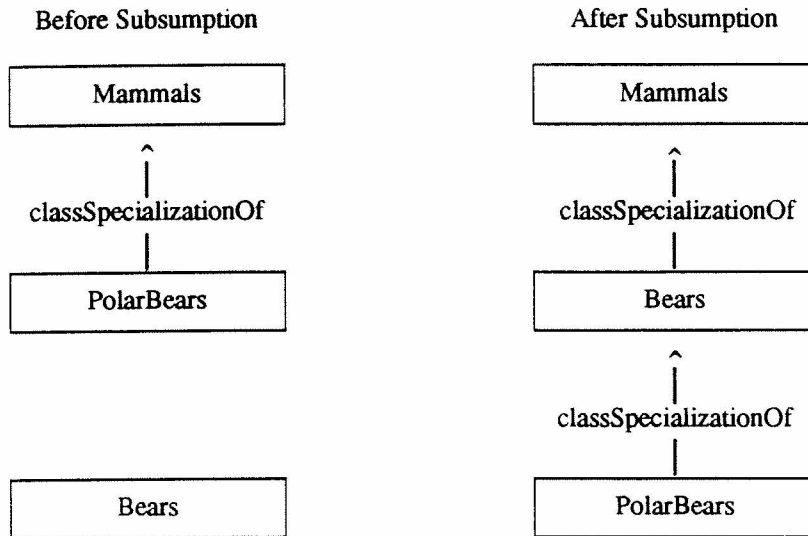 Before Subsumption
Mammals
classSpecializationOf
PolarBears
Bears
After Subsumption
Mammals
classSpecializationOf
Bears
classSpecializationOf
PolarBears